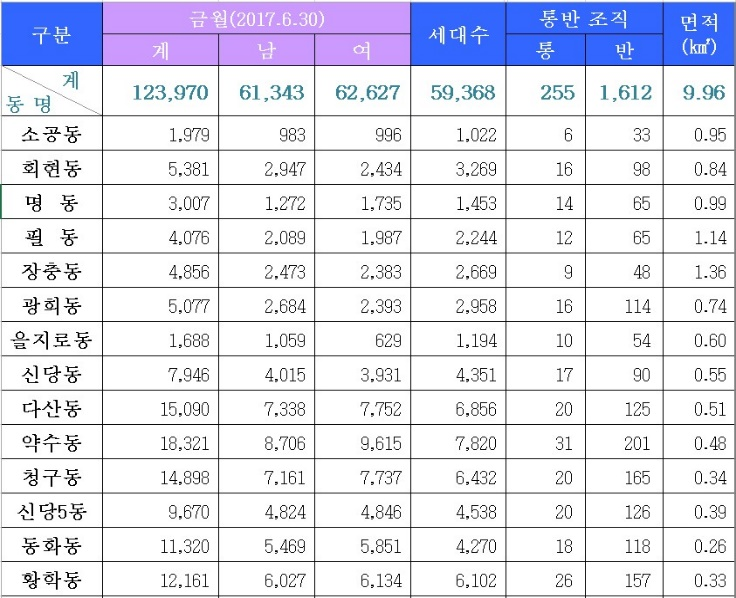 구분 금월(2017.6.30) 세대수 통반 조직 면적(㎢)
계 남 여 통 반
계 동 명 123,970 61,343 62,627 59,368 255 1,612 9.96
소공동 1,979 983 996 1,022 6 33 0.95
회현동 5,381 2,947 2,434 3,269 16 98 0.84
명 동 3,007 1,272 1,735 1,453 14 65 0.99
필 동 4,076 2,089 1,987 2,244 12 65 1.14
장충동 4,856 2,473 2,383 2,669 9 48 1.36
광희동 5,077 2,684 2,393 2,958 16 114 0.74
을지로동 1,688 1,059 629 1,194 10 54 0.60
신당동 7,946 4,015 3,931 4,351 17 90 0.55
다산동 15,090 7,338 7,752 6,856 20 125 0.51
약수동 18,321 8,706 9,615 7,820 31 201 0.48
청구동 14,898 7,161 7,737 6,432 20 165 0.34
신당5동 9,670 4,824 4,846 4,538 20 126 0.39
동화동 11,320 5,469 5,851 4,270 18 118 0.26
황학동 12,161 6,027 6,134 6,102 26 157 0.33